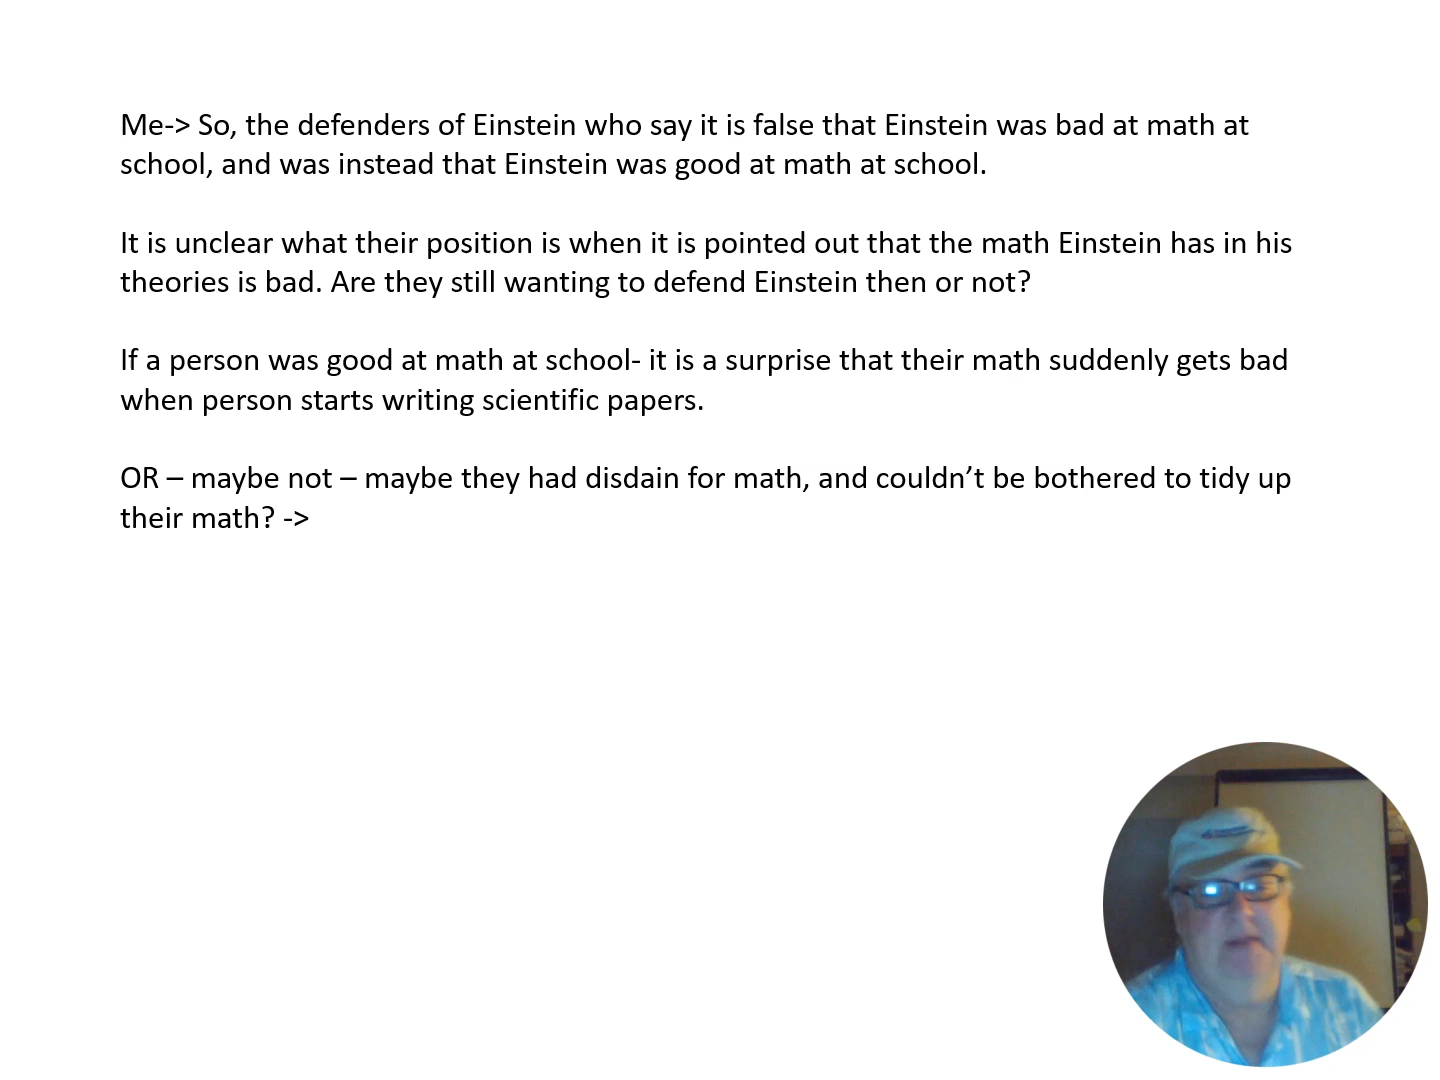 Me-> So, the defenders of Einstein who say it is false that Einstein was bad at math at
school, and was instead that Einstein was good at math at school.
It is unclear what their position is when it is pointed out that the math Einstein has in his
theories is bad. Are they still wanting to defend Einstein then or not?
If a person was good at math at school- it is a surprise that their math suddenly gets bad
when person starts writing scientific papers.
OR – maybe not – maybe they had disdain for math, and couldn’t be bothered to tidy up
their math? ->